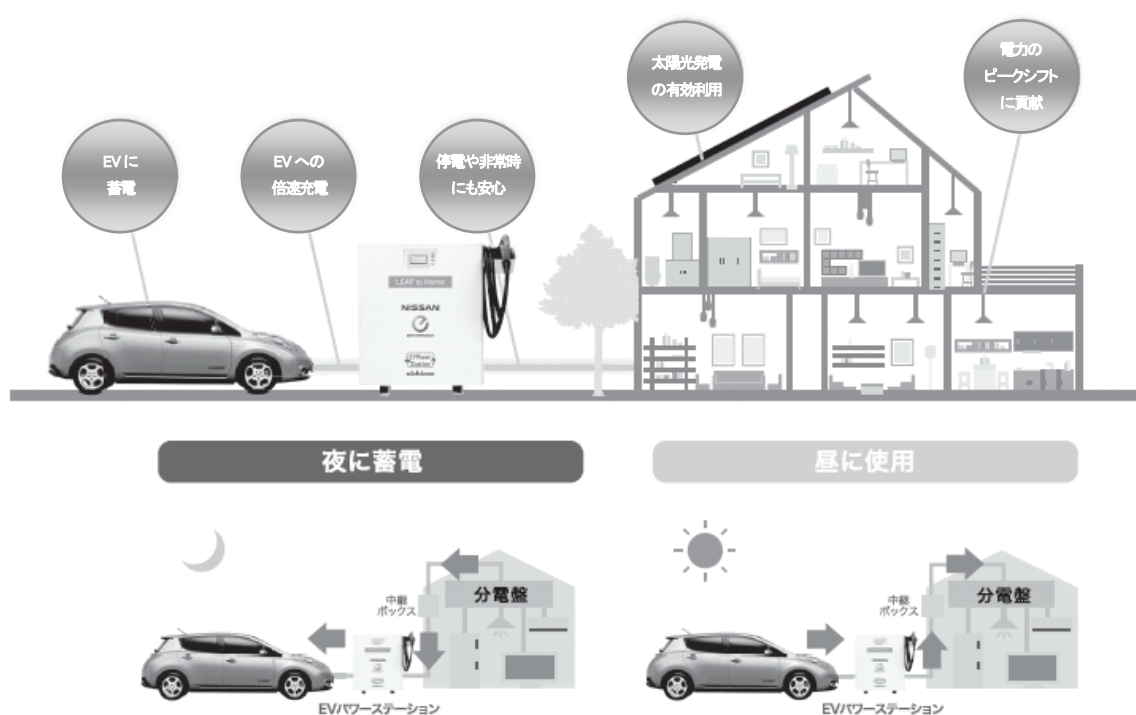 太陽光発電
の有効利用
電力の
ピークシフト
に貢献
EVに
蓄電
EVへの
倍速充電
停電や非常時
にも安心
LEAF to Home
NISSAN
EVPower
Station
nichicon
夜に蓄電
昼に使用
中継
ボックス
分電盤
EVパワーステーション
中継
ボックス
分電盤
EVパワーステーション